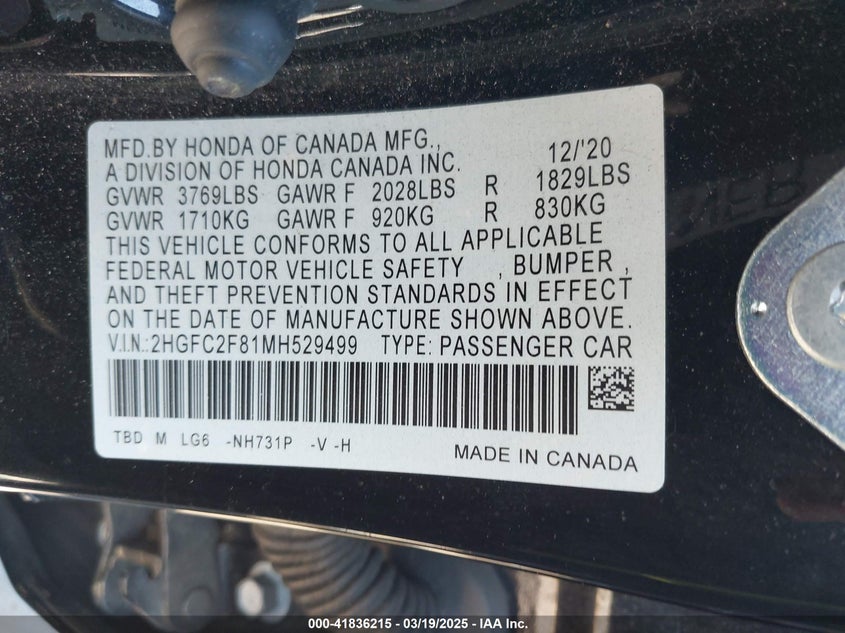 MFD.BY HONDA OF CANADA MFG., 12/'20
A DIVISION OF HONDA CANADA INC.
GVWR 3769LBS GAWR F 2028LBS R 1829LBS
GVWR 1710KG GAWR F 920KG R 830KG
THIS VEHICLE CONFORMS TO ALL APPLICABLE
FEDERAL MOTOR VEHICLE SAFETY , BUMPER ,
AND THEFT PREVENTION STANDARDS IN EFFECT
ON THE DATE OF MANUFACTURE SHOWN ABOVE.
V.I.N.:2HGFC2F81MH529499 TYPE: PASSENGER CAR
TBD M LG6 -NH731P -V -H
MADE IN CANADA
000-41836215 - 03/19/2025 - IAA Inc.